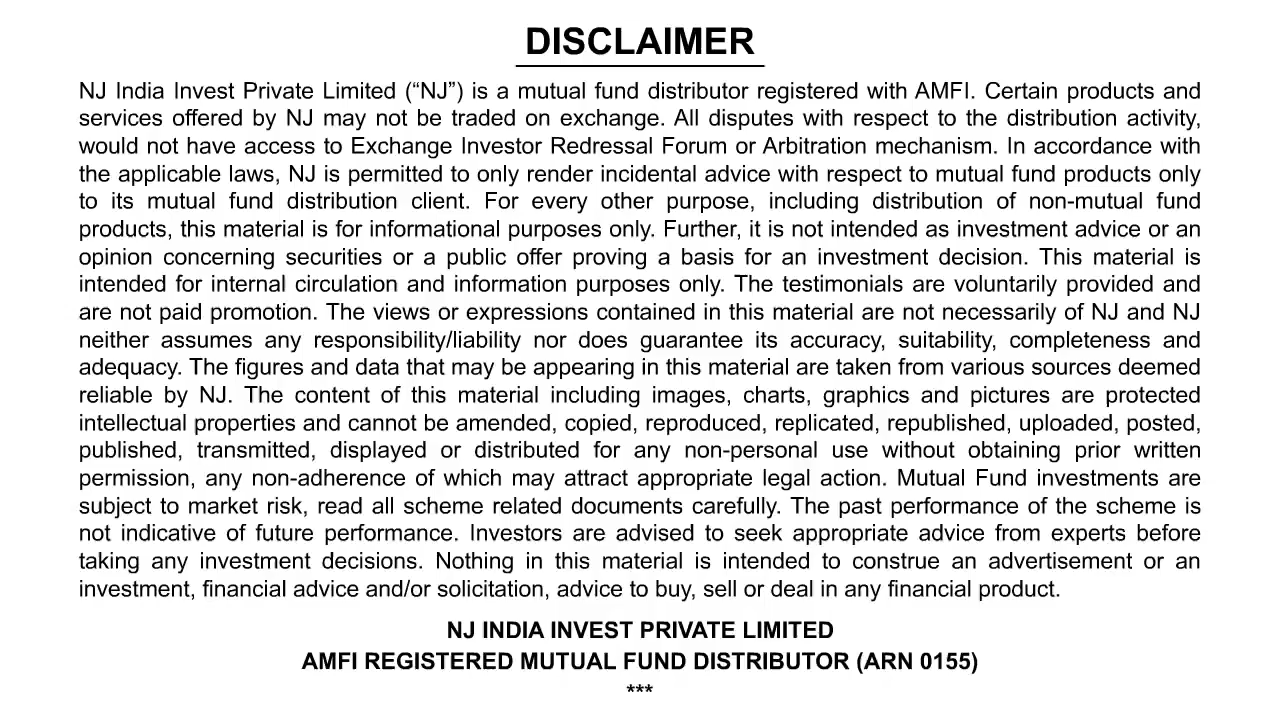 DISCLAIMER
NJ India Invest Private Limited (“NJ”) is a mutual fund distributor registered with AMFI. Certain products and
services offered by NJ may not be traded on exchange. All disputes with respect to the distribution activity,
would not have access to Exchange Investor Redressal Forum or Arbitration mechanism. In accordance with
the applicable laws, NJ is permitted to only render incidental advice with respect to mutual fund products only
to its mutual fund distribution client. For every other purpose, including distribution of non-mutual fund
products, this material is for informational purposes only. Further, it is not intended as investment advice or an
opinion concerning securities or a public offer proving a basis for an investment decision. This material is
intended for internal circulation and information purposes only. The testimonials are voluntarily provided and
are not paid promotion. The views or expressions contained in this material are not necessarily of NJ and NJ
neither assumes any responsibility/liability nor does guarantee its accuracy, suitability, completeness and
adequacy. The figures and data that may be appearing in this material are taken from various sources deemed
reliable by NJ. The content of this material including images, charts, graphics and pictures are protected
intellectual properties and cannot be amended, copied, reproduced, replicated, republished, uploaded, posted,
published, transmitted, displayed or distributed for any non-personal use without obtaining prior written
permission, any non-adherence of which may attract appropriate legal action. Mutual Fund investments are
subject to market risk, read all scheme related documents carefully. The past performance of the scheme is
not indicative of future performance. Investors are advised to seek appropriate advice from experts before
taking any investment decisions. Nothing in this material is intended to construe an advertisement or an
investment, financial advice and/or solicitation, advice to buy, sell or deal in any financial product.
NJ INDIA INVEST PRIVATE LIMITED
AMFI REGISTERED MUTUAL FUND DISTRIBUTOR (ARN 0155)
***